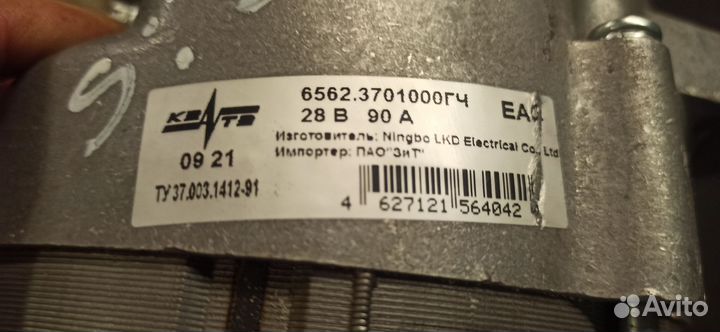 6562.3701000ГЧ EAC
28 В 90 А
Изготовитель: Ningbo LKD Electrical Co., Ltd
Импортер: ПАО"ЗиТ"
КЗАТЭ
09 21
ТУ 37.003.1412-91
4 627121 564042
Avito